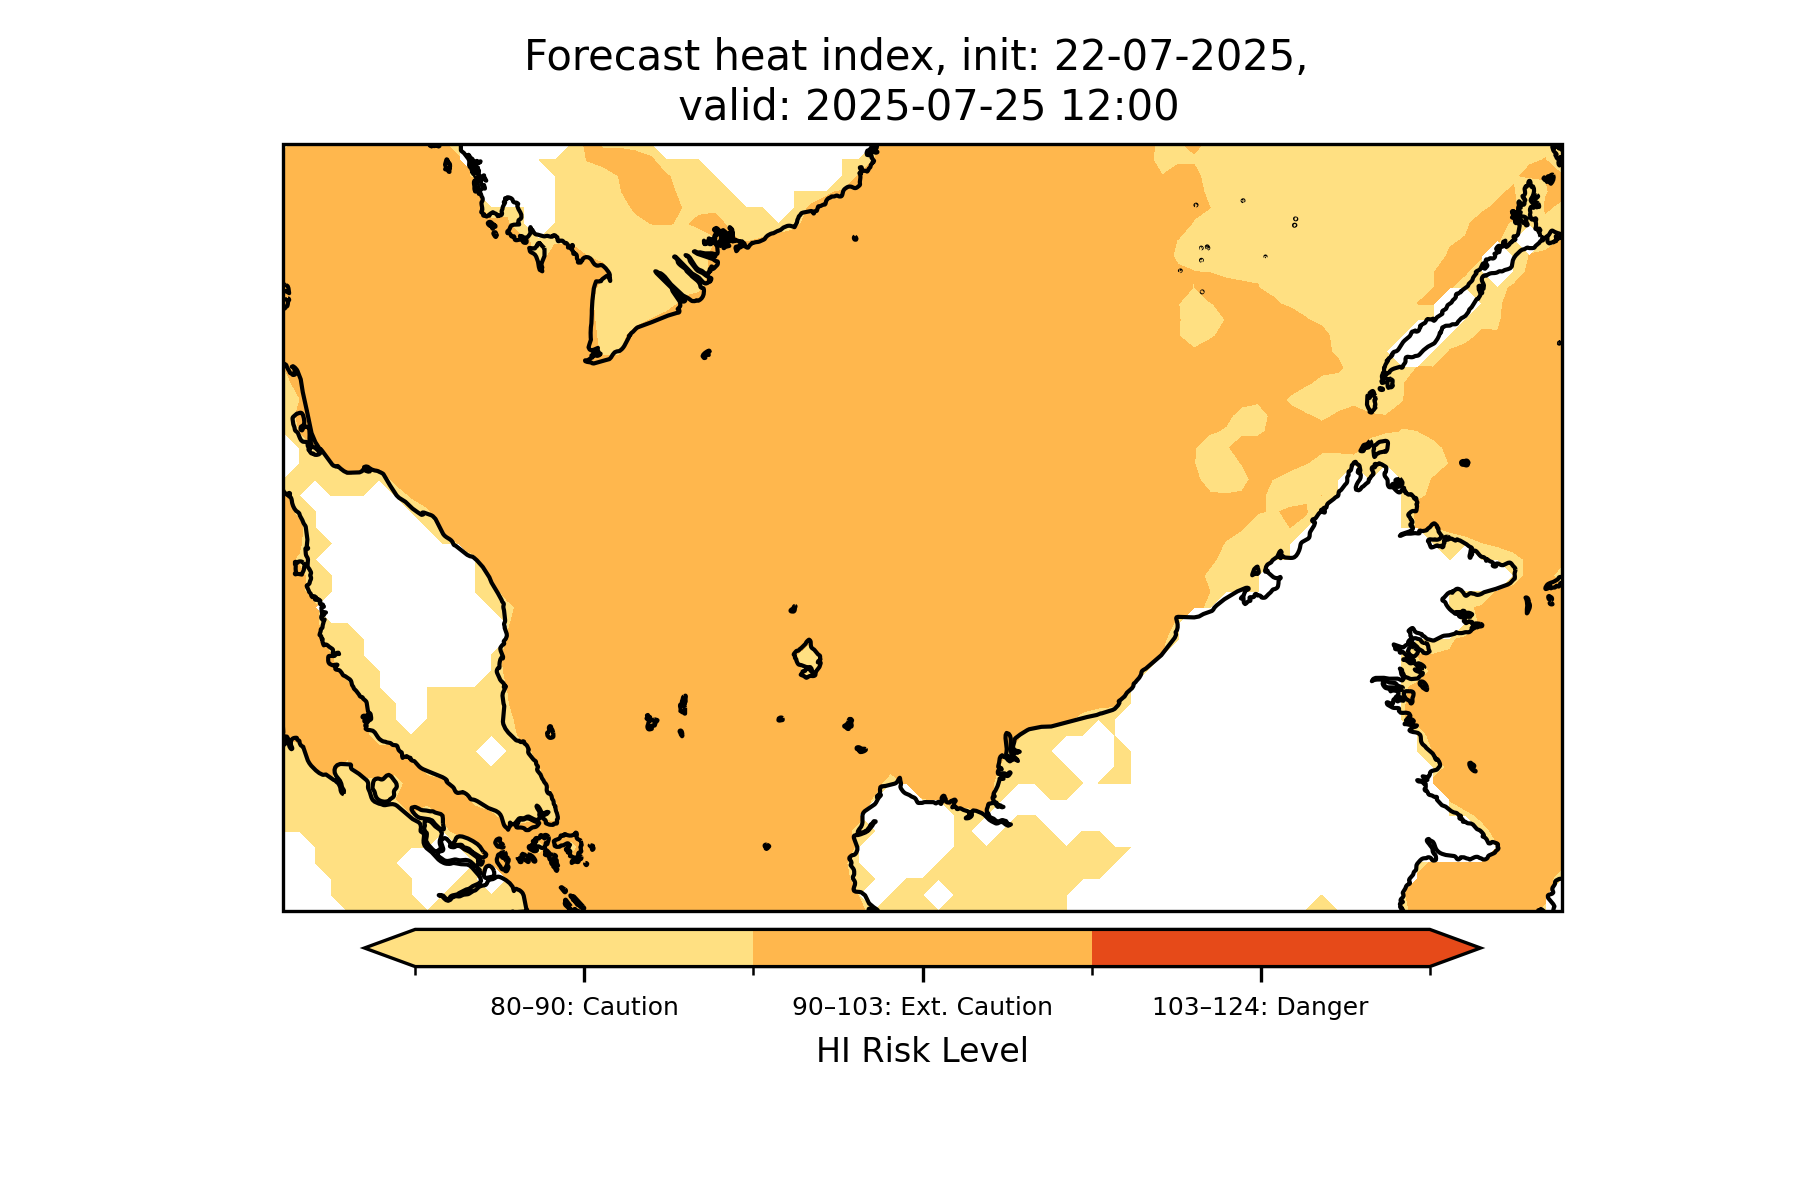 Forecast heat index, init: 22-07-2025,
valid: 2025-07-25 12:00
80–90: Caution
90–103: Ext. Caution
103–124: Danger
HI Risk Level